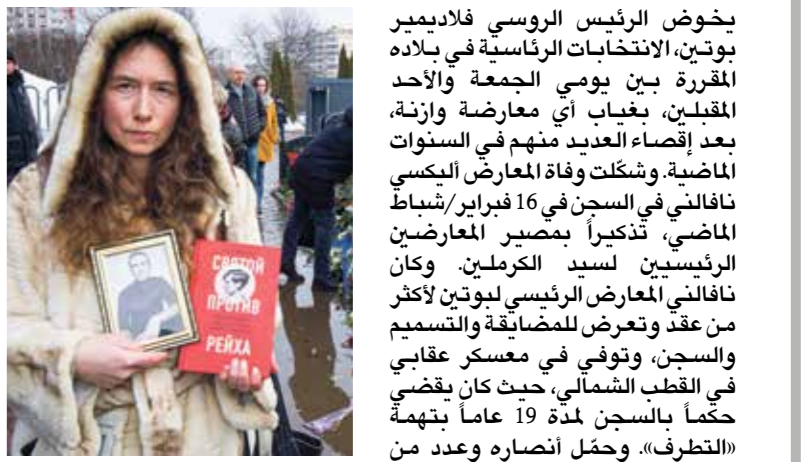 يخوض الرئيس الروسي فلاديمير
بوتين، الانتخابات الرئاسية في بلاده
المقررة بين يومي الجمعة والأحد
المقبلين، بغياب أي معارضة وازنة،
بعد إقصاء العديد منهم في السنوات
الماضية. وشكّلت وفاة المعارض أليكسي
نافالني في السجن في 16 فبراير/شباط
الماضي، تذكيراً بمصير المعارضين
الرئيسيين لسيد الكرملين. وكان
نافالني المعارض الرئيسي لبوتين لأكثر
من عقد وتعرض للمضايقة والتسميم
والسجن، وتوفي في معسكر عقابي
في القطب الشمالي، حيث كان يقضي
حكماً بالسجن لمدة 19 عاماً بتهمة
«التطرف». وحمّل أنصاره وعدد من
СВЯТОЙ
ПРОТИВ
РЕЙХА